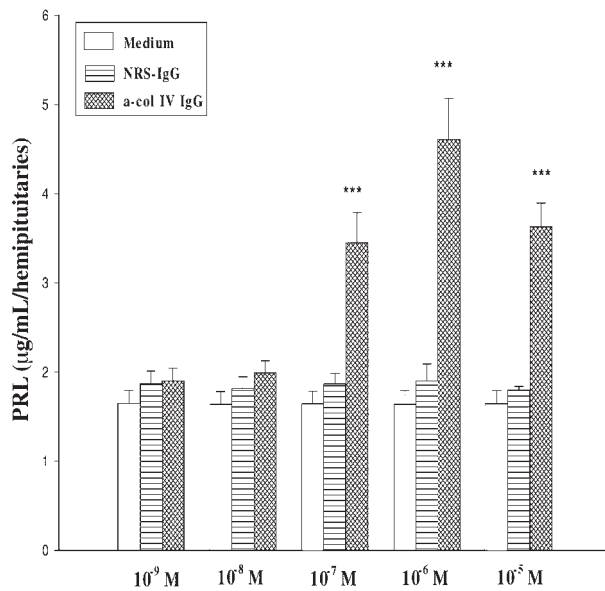 6
Medium
NRS-IgG
a-col IV IgG
***
5
***
***
4
3
2
1
0
PRL (μg/mL/hemipituitaries)
10⁻⁹ M 10⁻⁸ M 10⁻⁷ M 10⁻⁶ M 10⁻⁵ M